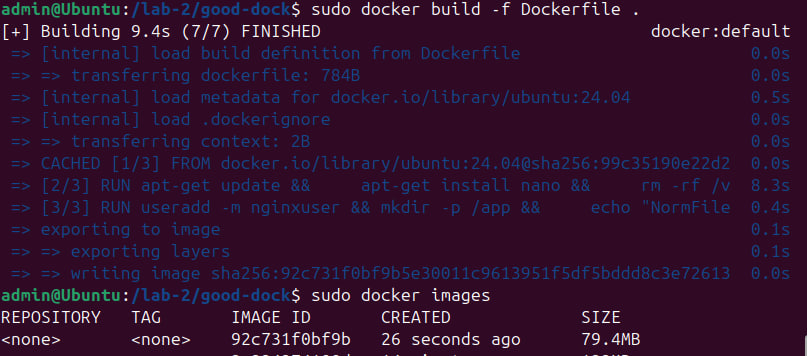 admin@Ubuntu:/lab-2/good-dock$ sudo docker build -f Dockerfile .
[+] Building 9.4s (7/7) FINISHED docker:default
=> [internal] load build definition from Dockerfile 0.0s
=> => transferring dockerfile: 784B 0.0s
=> [internal] load metadata for docker.io/library/ubuntu:24.04 0.5s
=> [internal] load .dockerignore 0.0s
=> => transferring context: 2B 0.0s
=> CACHED [1/3] FROM docker.io/library/ubuntu:24.04@sha256:99c35190e22d2 0.0s
=> [2/3] RUN apt-get update && apt-get install nano && rm -rf /v 8.3s
=> [3/3] RUN useradd -m nginxuser && mkdir -p /app && echo "NormFile 0.4s
=> exporting to image 0.1s
=> => exporting layers 0.1s
=> => writing image sha256:92c731f0bf9b5e30011c9613951f5df5bddd8c3e72613 0.0s
admin@Ubuntu:/lab-2/good-dock$ sudo docker images
REPOSITORY TAG IMAGE ID CREATED SIZE
<none> <none> 92c731f0bf9b 26 seconds ago 79.4MB